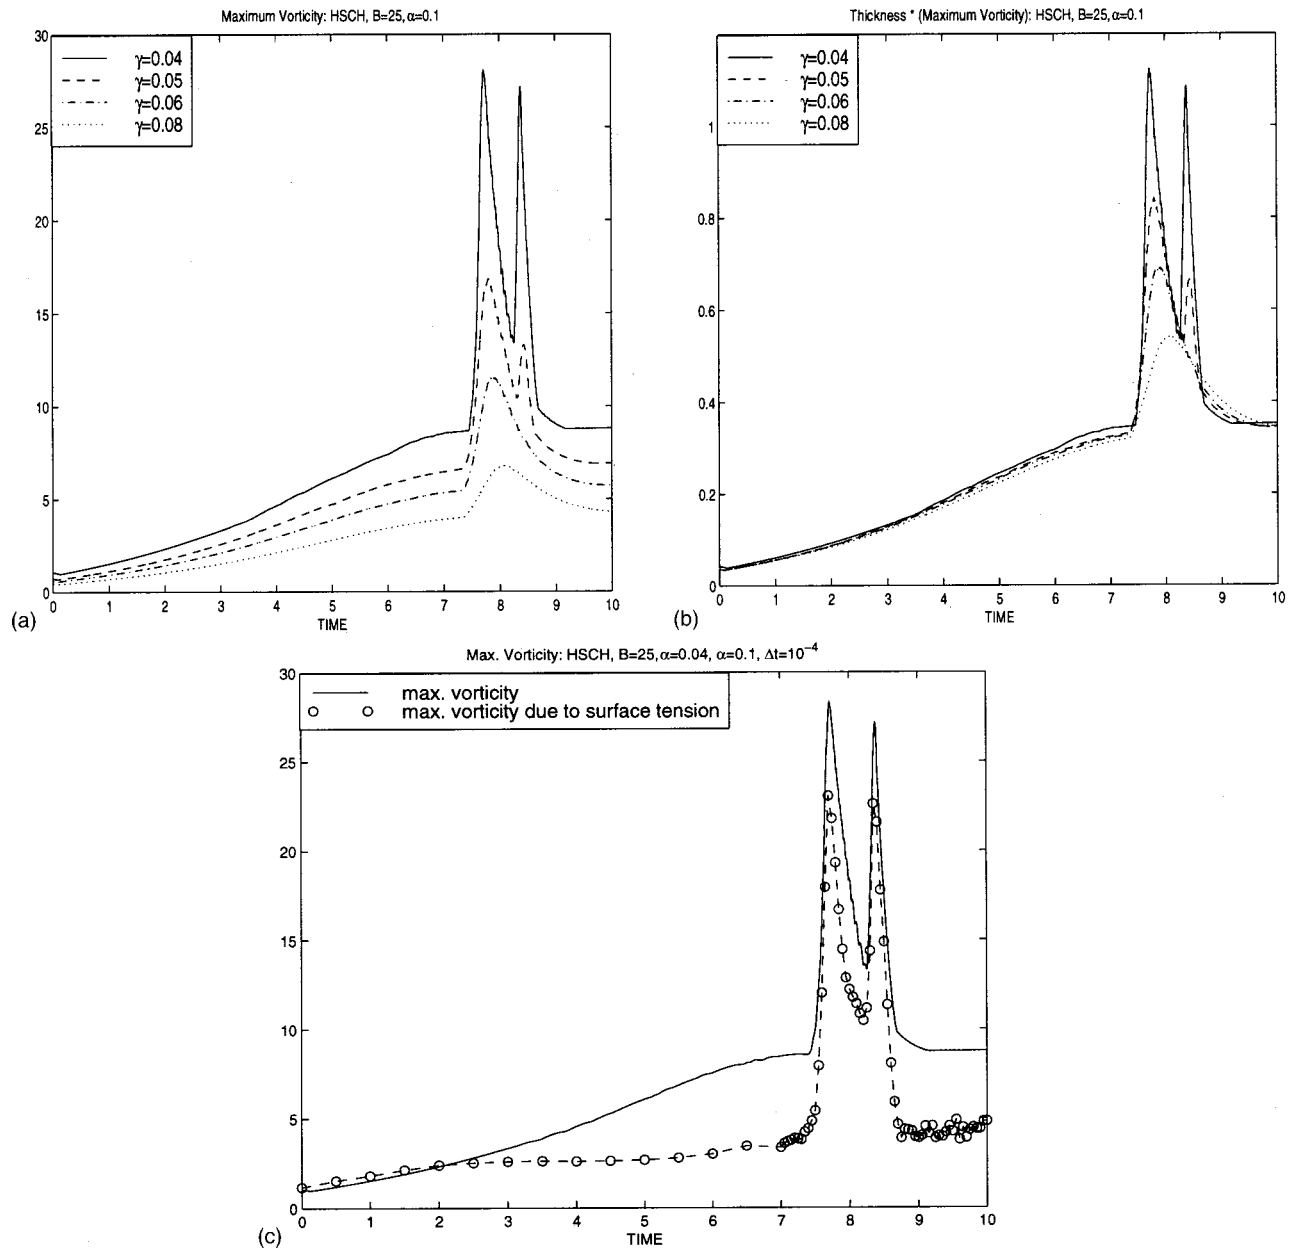 Maximum Vorticity: HSCH, B=25, α=0.1
30
25
20
15
10
5
0
γ=0.04
γ=0.05
γ=0.06
γ=0.08
0 1 2 3 4 5 6 7 8 9 10
TIME
(a)
Thickness * (Maximum Vorticity): HSCH, B=25, α=0.1
1
0.8
0.6
0.4
0.2
0
γ=0.04
γ=0.05
γ=0.06
γ=0.08
0 1 2 3 4 5 6 7 8 9 10
TIME
(b)
Max. Vorticity: HSCH, B=25, α=0.04, α=0.1, Δt=10⁻⁴
30
25
20
15
10
5
0
max. vorticity
max. vorticity due to surface tension
0 1 2 3 4 5 6 7 8 9 10
TIME
(c)